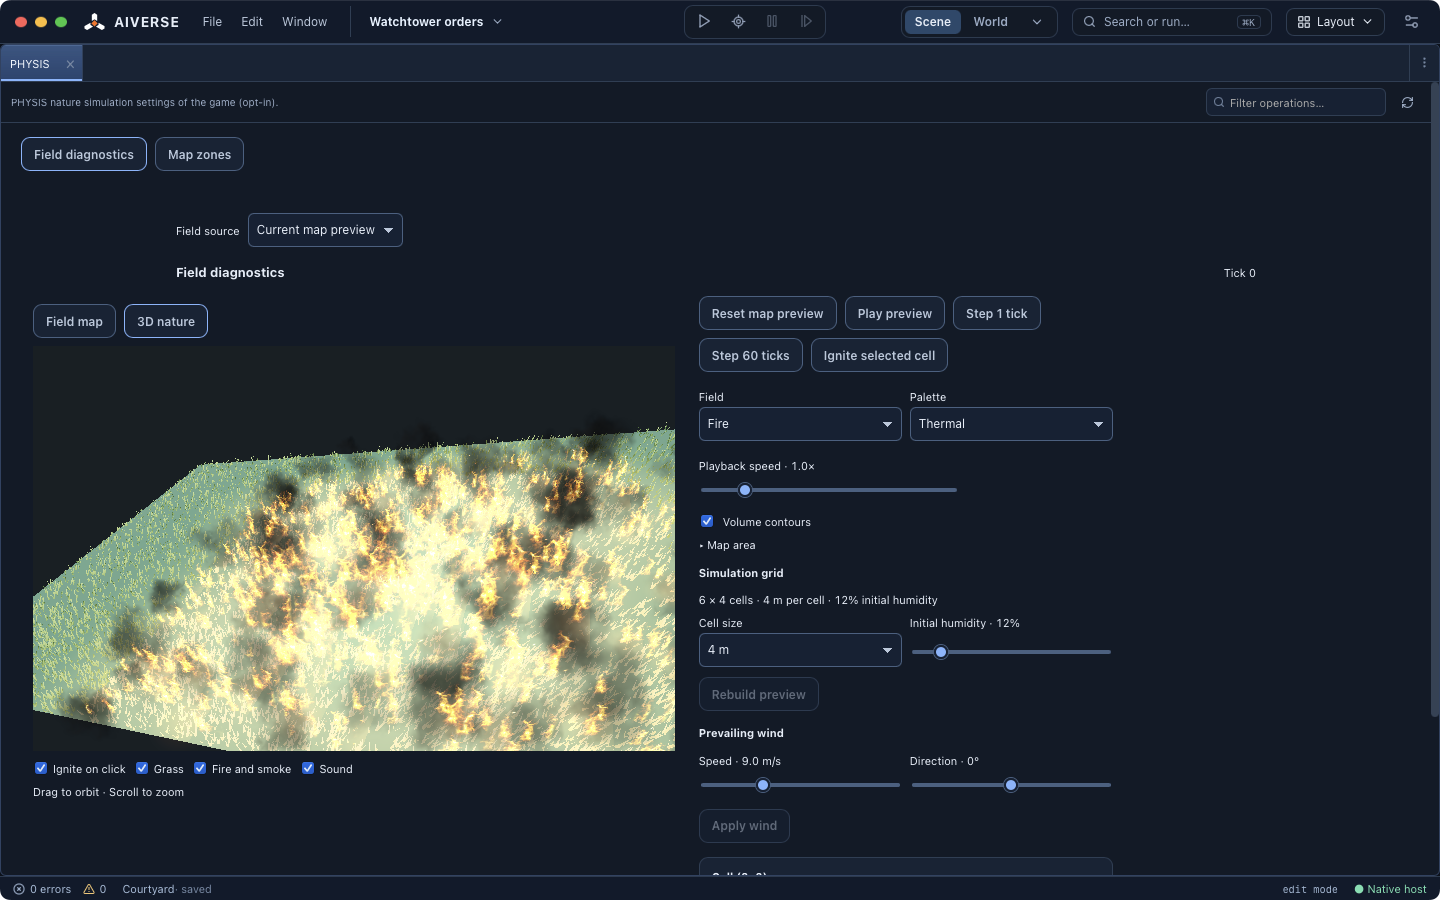 AIVERSE File Edit Window Watchtower orders Scene World Search or run... ⌘K Layout
PHYSIS
PHYSIS nature simulation settings of the game (opt-in). Filter operations...
Field diagnostics Map zones
Field source Current map preview
Field diagnostics Tick 0
Field map 3D nature
Reset map preview Play preview Step 1 tick
Step 60 ticks Ignite selected cell
Field Palette
Fire Thermal
Playback speed · 1.0×
Volume contours
Map area
Simulation grid
6 × 4 cells · 4 m per cell · 12% initial humidity
Cell size Initial humidity · 12%
4 m
Rebuild preview
Prevailing wind
Speed · 9.0 m/s Direction · 0°
Apply wind
Ignite on click Grass Fire and smoke Sound
Drag to orbit · Scroll to zoom
0 errors 0 Courtyard · saved edit mode Native host